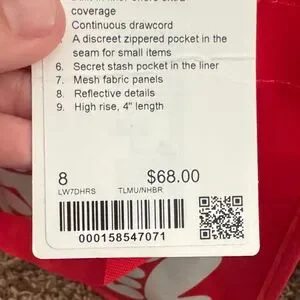 coverage
Continuous drawcord
A discreet zippered pocket in the
seam for small items
6. Secret stash pocket in the liner
7. Mesh fabric panels
8. Reflective details
9. High rise, 4" length
8 $68.00
LW7DHRS TLMU/NHBR
000158547071